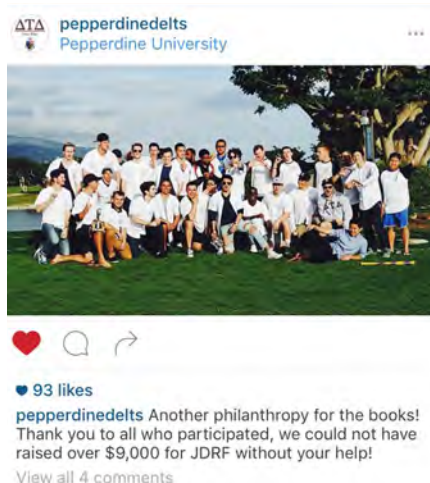 ΔΤΔ
pepperdinedelts
Pepperdine University
93 likes
pepperdinedelts Another philanthropy for the books!
Thank you to all who participated, we could not have
raised over $9,000 for JDRF without your help!
View all 4 comments